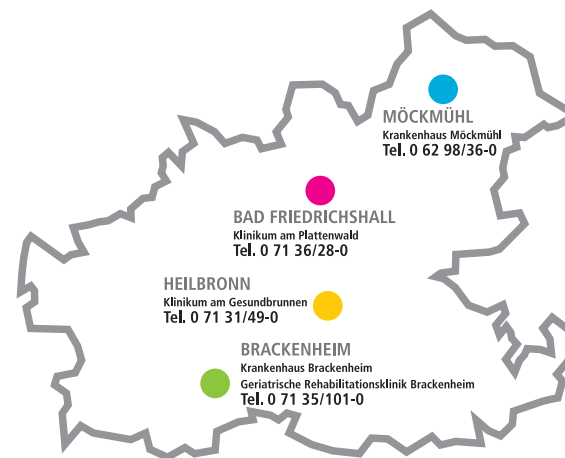 MÖCKMÜHL
Krankenhaus Möckmühl
Tel. 0 62 98/36-0
BAD FRIEDRICHSHALL
Klinikum am Plattenwald
Tel. 0 71 36/28-0
HEILBRONN
Klinikum am Gesundbrunnen
Tel. 0 71 31/49-0
BRACKENHEIM
Krankenhaus Brackenheim
Geriatrische Rehabilitationsklinik Brackenheim
Tel. 0 71 35/101-0